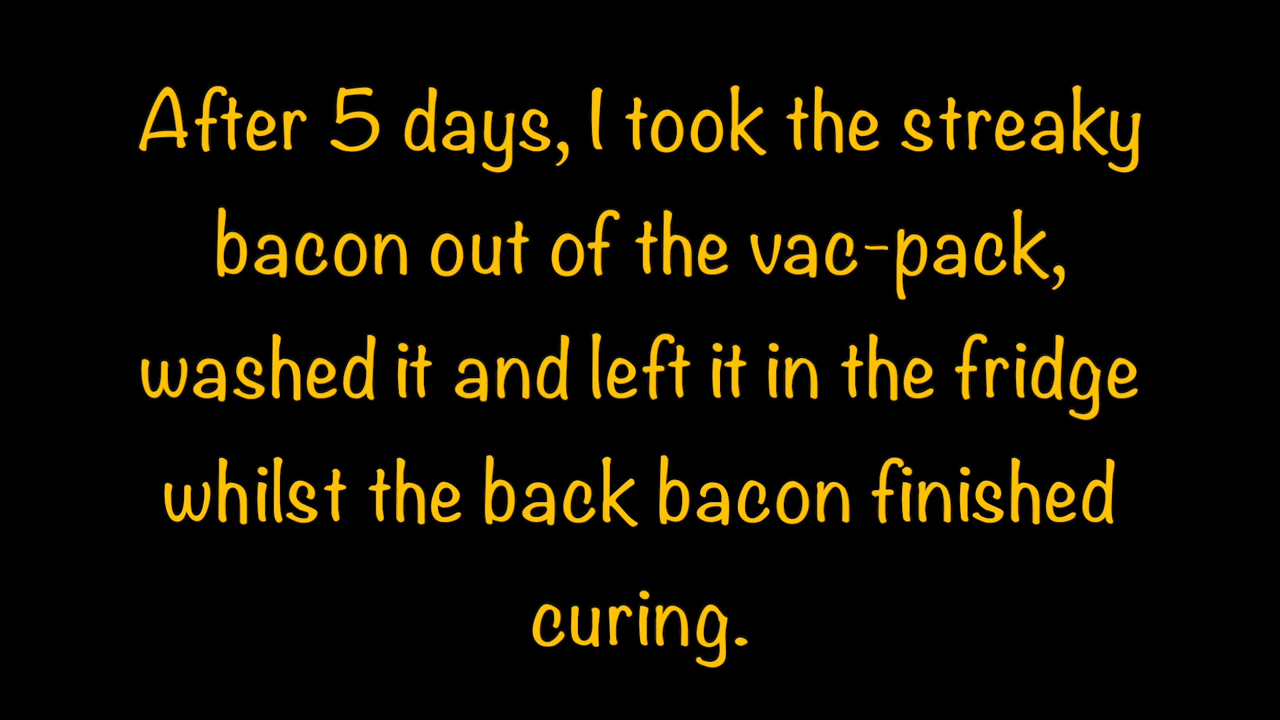 After 5 days, I took the streaky
bacon out of the vac-pack,
washed it and left it in the fridge
whilst the back bacon finished
curing.